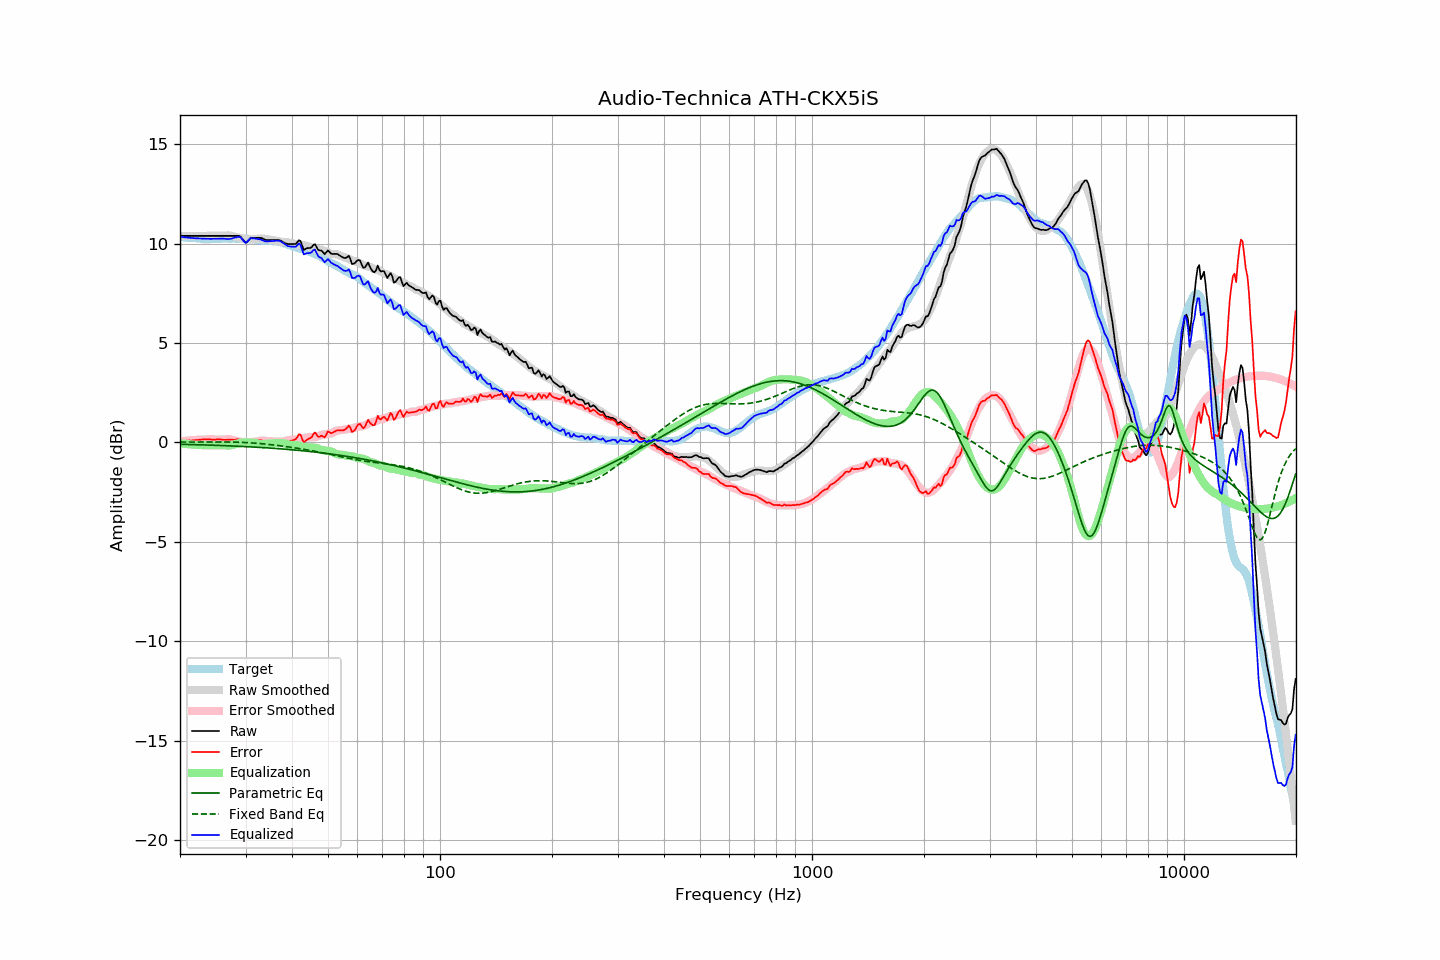 Audio-Technica ATH-CKX5iS
Amplitude (dBr)
15
10
5
0
−5
−10
−15
−20
Target
Raw Smoothed
Error Smoothed
Raw
Error
Equalization
Parametric Eq
Fixed Band Eq
Equalized
100
1000
10000
Frequency (Hz)